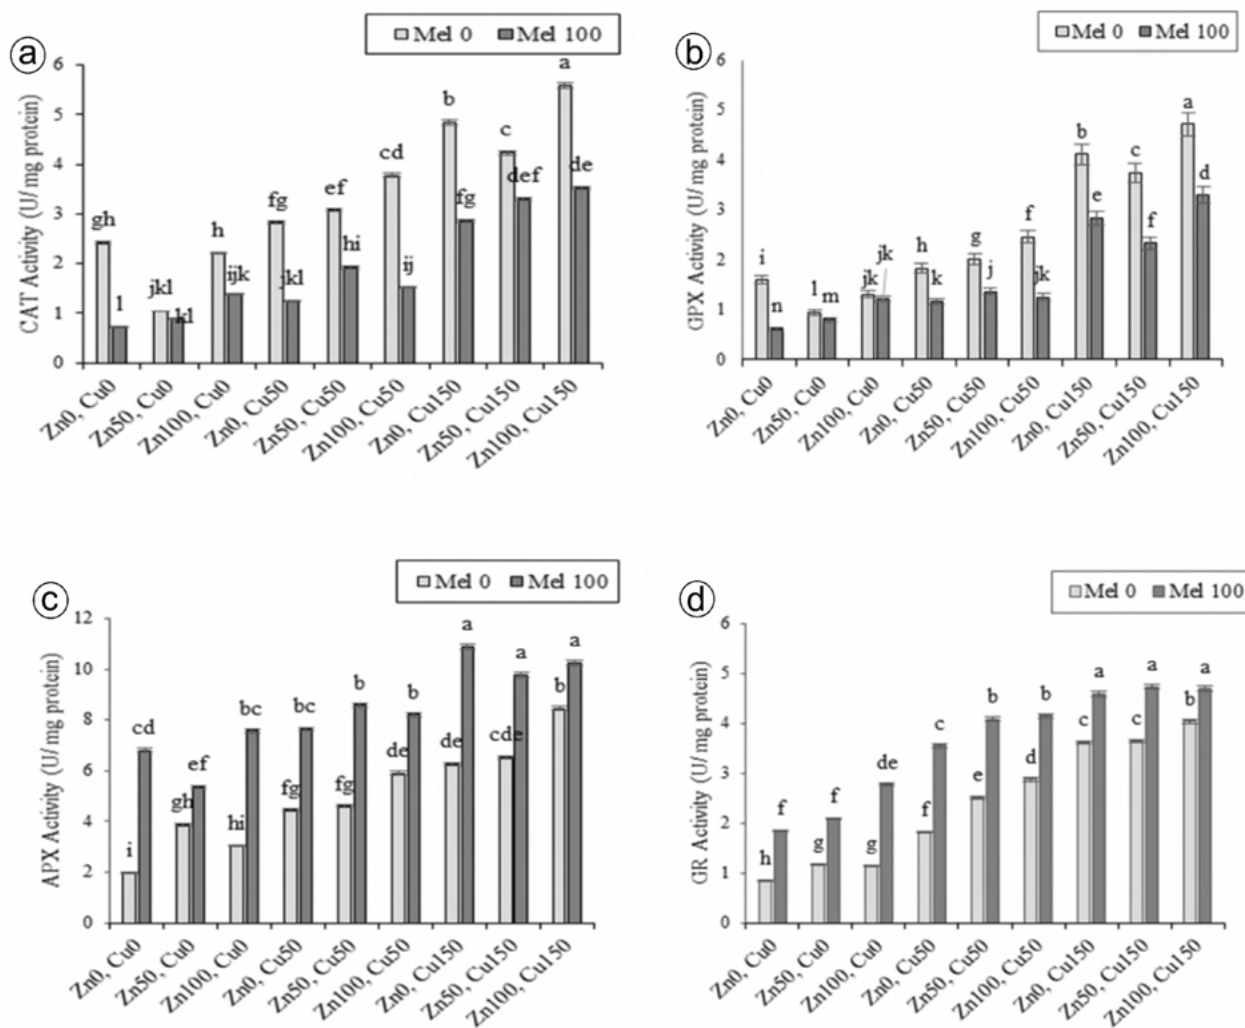 a
Mel 0 Mel 100
CAT Activity (U/mg protein)
6
5
4
3
2
1
0
gh l jkl kl h ijk fg jkl ef hi cd ij b fg c def a de
Zn0, Cu0
Zn50, Cu0
Zn100, Cu0
Zn0, Cu50
Zn50, Cu50
Zn100, Cu50
Zn0, Cu150
Zn50, Cu150
Zn100, Cu150
b
Mel 0 Mel 100
GPX Activity (U/mg protein)
6
5
4
3
2
1
0
i n l m jk jk h k g j f jk b e c f a d
Zn0, Cu0
Zn50, Cu0
Zn100, Cu0
Zn0, Cu50
Zn50, Cu50
Zn100, Cu50
Zn0, Cu150
Zn50, Cu150
Zn100, Cu150
c
Mel 0 Mel 100
APX Activity (U/mg protein)
12
10
8
6
4
2
0
i cd gh ef hi bc fg bc fg b de b de a cde a b a
Zn0, Cu0
Zn50, Cu0
Zn100, Cu0
Zn0, Cu50
Zn50, Cu50
Zn100, Cu50
Zn0, Cu150
Zn50, Cu150
Zn100, Cu150
d
Mel 0 Mel 100
GR Activity (U/mg protein)
6
5
4
3
2
1
0
h f g f g de f c e b d b c a c a b a
Zn0, Cu0
Zn50, Cu0
Zn100, Cu0
Zn0, Cu50
Zn50, Cu50
Zn100, Cu50
Zn0, Cu150
Zn50, Cu150
Zn100, Cu150